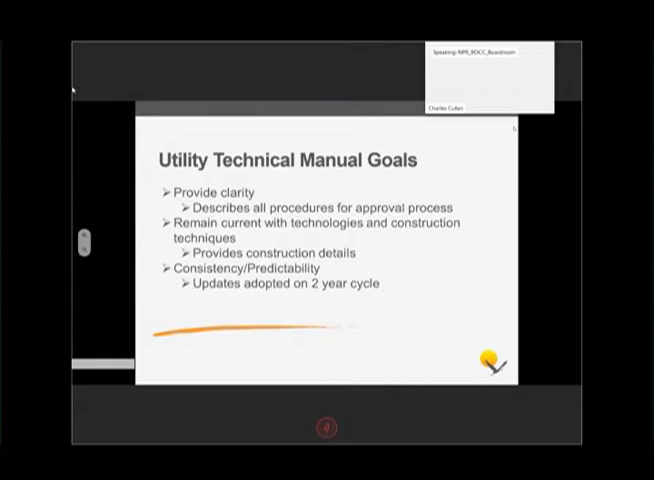 Speaking: NPR_BOCC_Boardroom
Charles Cullen
Utility Technical Manual Goals
➢ Provide clarity
➢ Describes all procedures for approval process
➢ Remain current with technologies and construction
techniques
➢ Provides construction details
➢ Consistency/Predictability
➢ Updates adopted on 2 year cycle